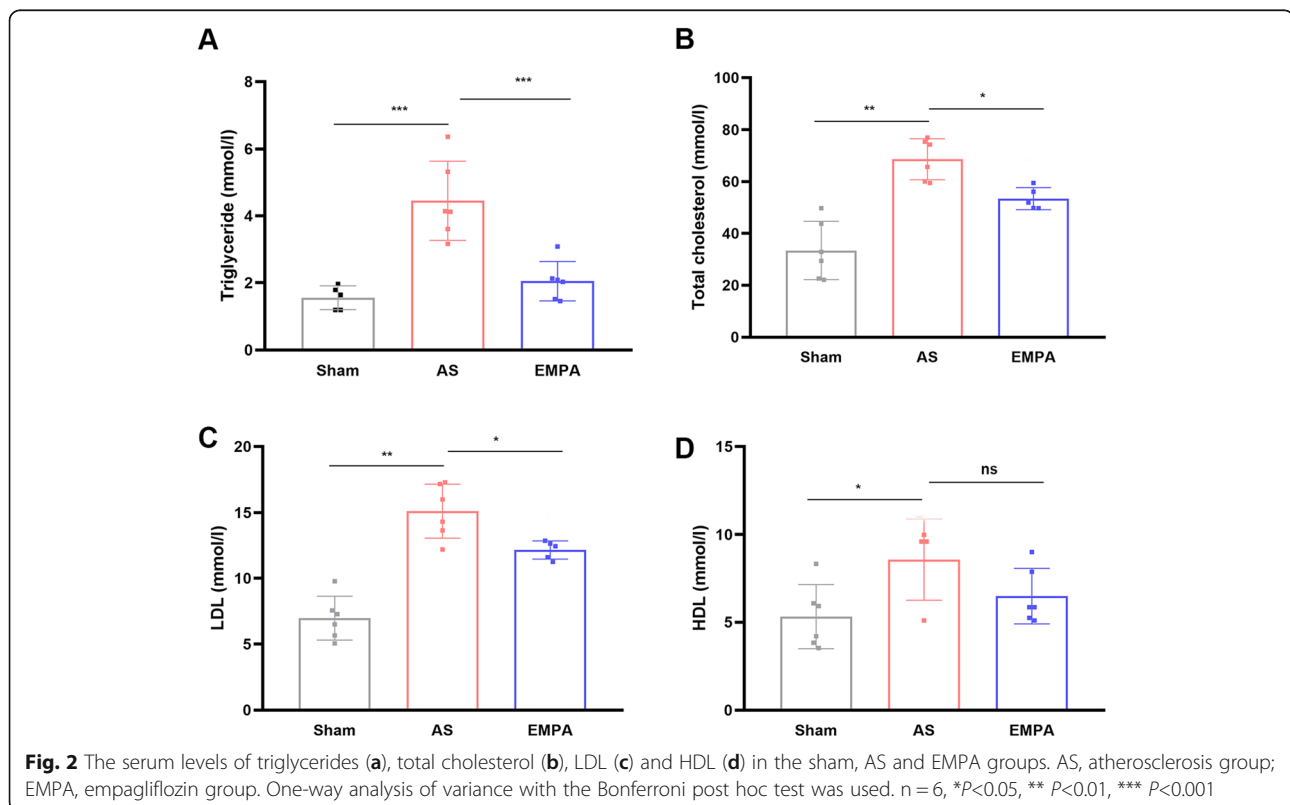 A
Triglyceride (mmol/l)
8
6
4
2
0
***
***
Sham AS EMPA
B
Total cholesterol (mmol/l)
100
80
60
40
20
0
**
*
Sham AS EMPA
C
LDL (mmol/l)
20
15
10
5
0
**
*
Sham AS EMPA
D
HDL (mmol/l)
15
10
5
0
*
ns
Sham AS EMPA
Fig. 2 The serum levels of triglycerides (a), total cholesterol (b), LDL (c) and HDL (d) in the sham, AS and EMPA groups. AS, atherosclerosis group;
EMPA, empagliflozin group. One-way analysis of variance with the Bonferroni post hoc test was used. n = 6, *P<0.05, ** P<0.01, *** P<0.001